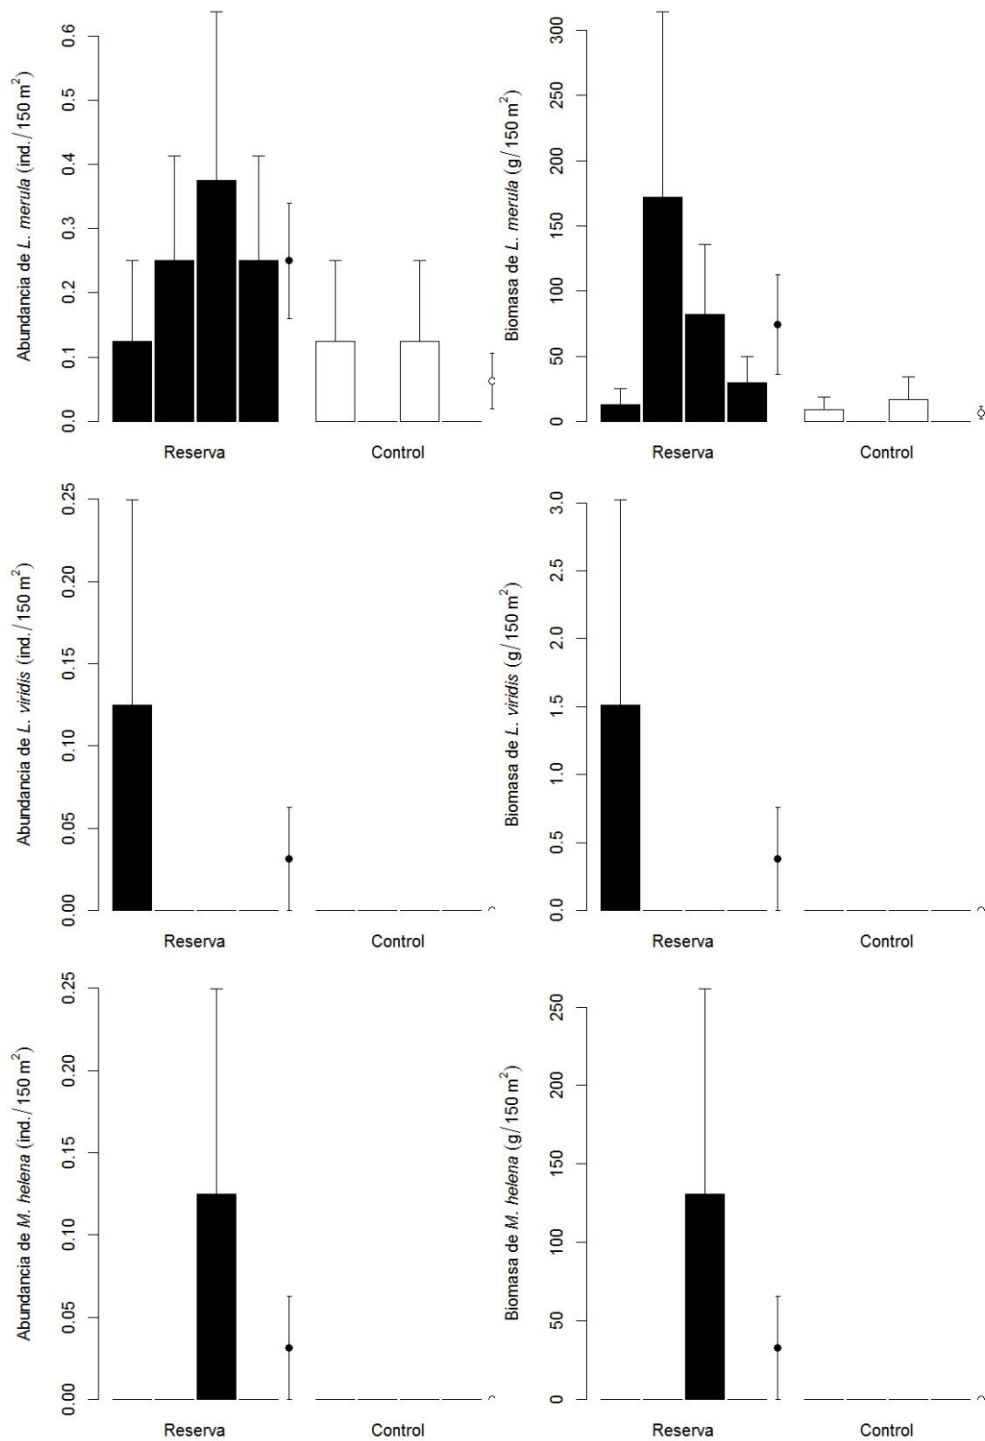 Abundancia de L. merula (ind./150 m²)
0.6
0.5
0.4
0.3
0.2
0.1
0.0
Reserva
Control
Biomasa de L. merula (g/150 m²)
300
250
200
150
100
50
0
Reserva
Control
Abundancia de L. viridis (ind./150 m²)
0.25
0.20
0.15
0.10
0.05
0.00
Reserva
Control
Biomasa de L. viridis (g/150 m²)
3.0
2.5
2.0
1.5
1.0
0.5
0.0
Reserva
Control
Abundancia de M. helena (ind./150 m²)
0.25
0.20
0.15
0.10
0.05
0.00
Reserva
Control
Biomasa de M. helena (g/150 m²)
250
200
150
100
50
0
Reserva
Control